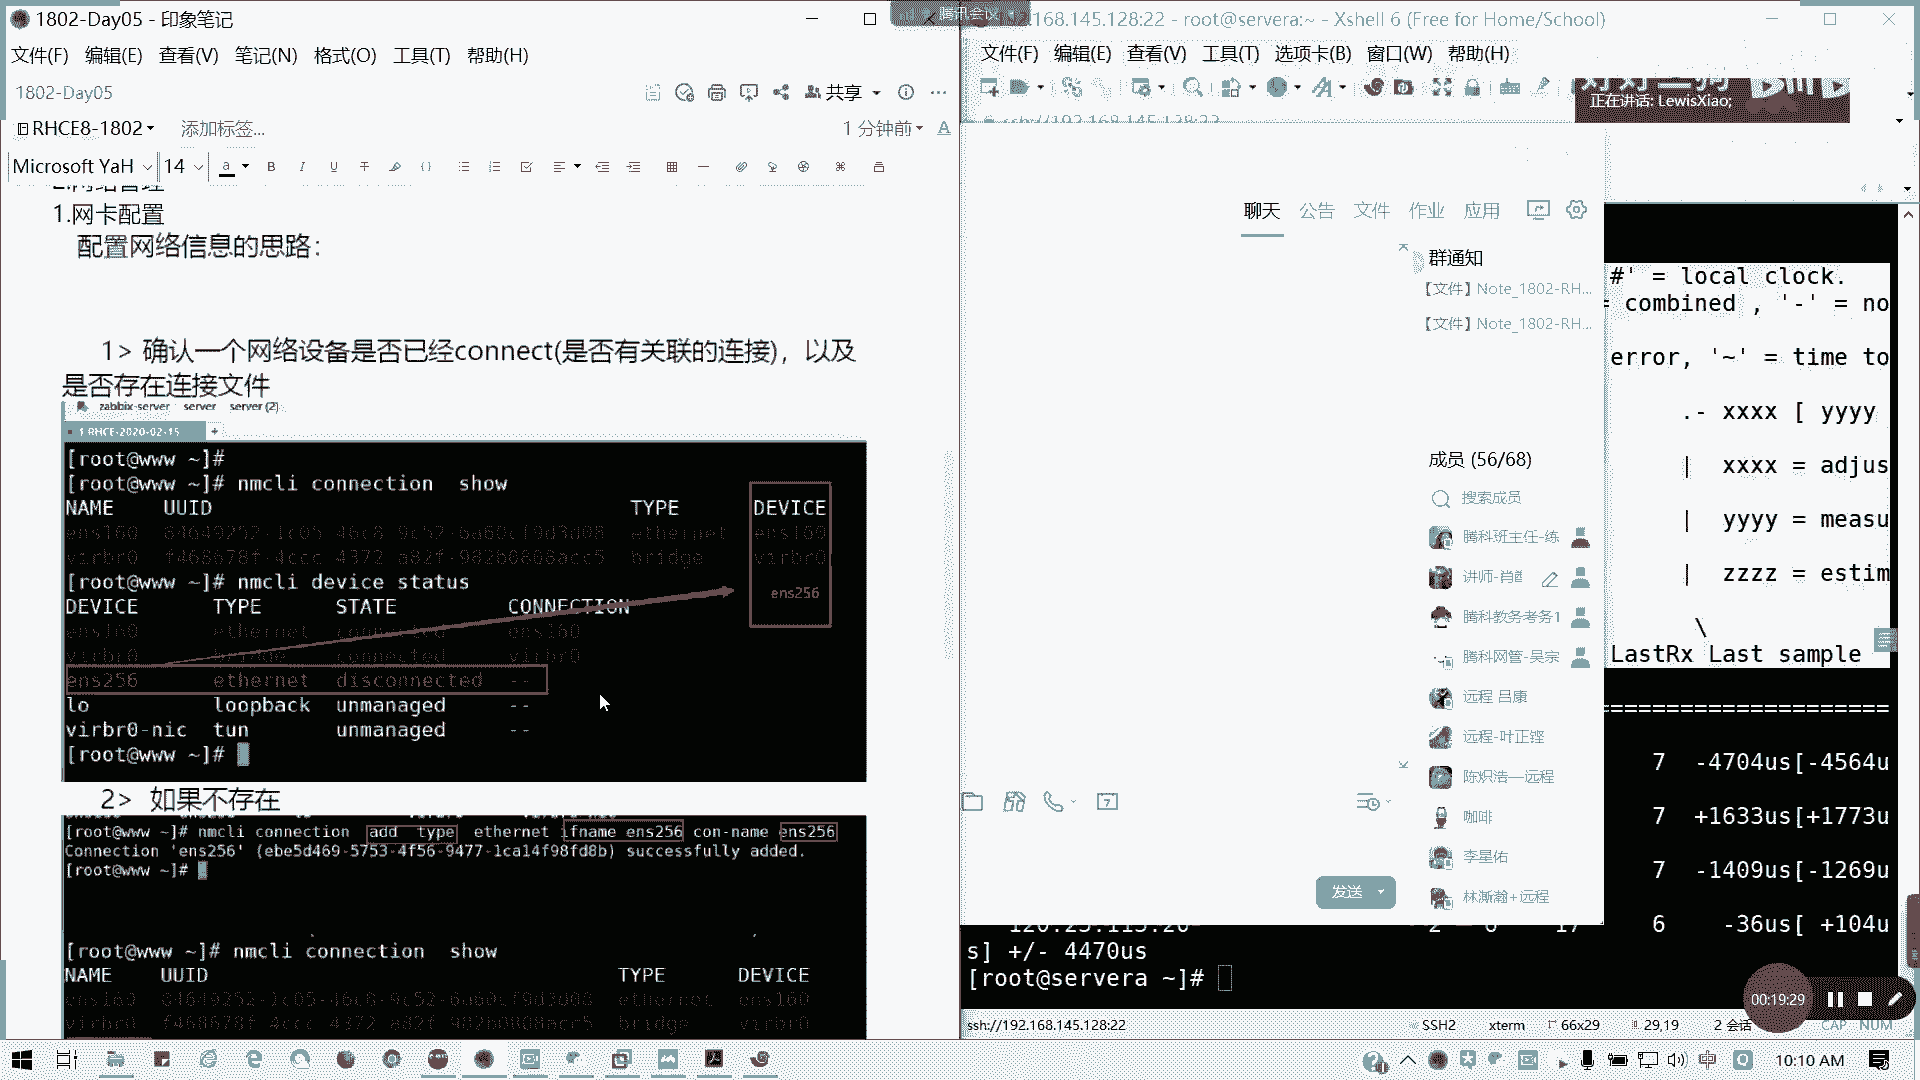 1802-Day05 - 印象笔记
文件(F) 编辑(E) 查看(V) 笔记(N) 格式(O) 工具(T) 帮助(H)
1802-Day05
共享
RHCE8-1802
添加标签...
1 分钟前
Microsoft YaH 14
1.网卡配置
配置网络信息的思路：
1> 确认一个网络设备是否已经connect(是否有关联的连接)，以及
是否存在连接文件
zabbix-server server server (2)
1 RHCE-2020-02-15
[root@www ~]#
[root@www ~]# nmcli connection show
NAME UUID TYPE DEVICE
ens160 ethernet ens160
virbr0 bridge virbr0
[root@www ~]# nmcli device status
ens256
DEVICE TYPE STATE CONNECTION
ens160 ethernet connected ens160
virbr0 bridge connected virbr0
ens256 ethernet disconnected --
lo loopback unmanaged --
virbr0-nic tun unmanaged --
[root@www ~]#
2> 如果不存在
[root@www ~]# nmcli connection add type ethernet ifname ens256 con-name ens256
Connection 'ens256' (ebe5d469-5753-4f56-9477-1ca14f98fd8b) successfully added.
[root@www ~]#
[root@www ~]# nmcli connection show
NAME UUID TYPE DEVICE
ens160 ethernet ens160
virbr0 bridge virbr0
腾讯会议
192.168.145.128:22 - root@servera:~ - Xshell 6 (Free for Home/School)
文件(F) 编辑(E) 查看(V) 工具(T) 选项卡(B) 窗口(W) 帮助(H)
正在讲话: LewisXiao;
ssh://192.168.145.128:22
聊天 公告 文件 作业 应用
群通知
【文件】Note_1802-RH...
【文件】Note_1802-RH...
成员 (56/68)
搜索成员
腾科班主任-练
腾科教务考务1
腾科网管-吴宗
远程 吕康
远程-叶正铿
陈炽浩—远程
咖啡
李星佑
发送
#' = local clock.
combined , '-' = no
error, '~' = time to
.- xxxx [ yyyy
| xxxx = adjus
| yyyy = measu
| zzzz = estim
\
LastRx Last sample
=====================
7 -4704us[-4564u
7 +1633us[+1773u
7 -1409us[-1269u
6 -36us[ +104u
s] +/- 4470us
[root@servera ~]#
00:19:29
ssh://192.168.145.128:22 SSH2 xterm 66x29 29,19 2 会话 CAP NUM
中 10:10 AM